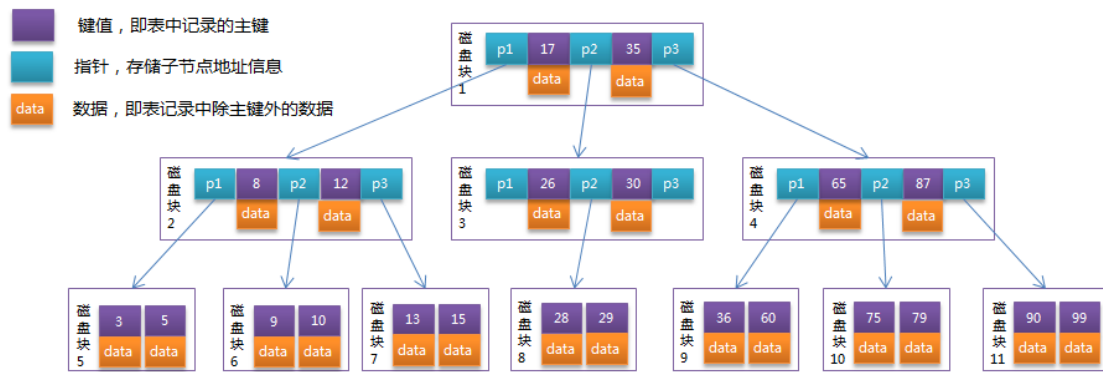 键值，即表中记录的主键
指针，存储子节点地址信息
data 数据，即表记录中除主键外的数据
磁盘块1 p1 17 p2 35 p3
data data
磁盘块2 p1 8 p2 12 p3
data data
磁盘块3 p1 26 p2 30 p3
data data
磁盘块4 p1 65 p2 87 p3
data data
磁盘块5 3 5
data data
磁盘块6 9 10
data data
磁盘块7 13 15
data data
磁盘块8 28 29
data data
磁盘块9 36 60
data data
磁盘块10 75 79
data data
磁盘块11 90 99
data data